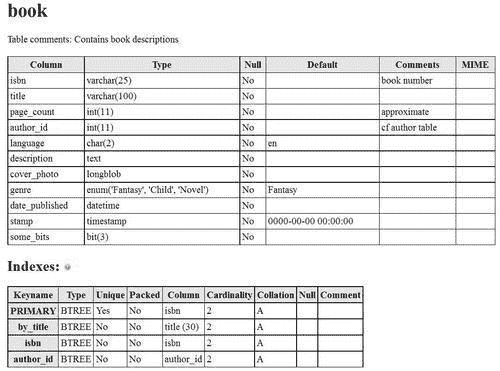 book
Table comments: Contains book descriptions
Column Type Null Default Comments MIME
isbn varchar(25) No book number
title varchar(100) No
page_count int(11) No approximate
author_id int(11) No cf author table
language char(2) No en
description text No
cover_photo longblob No
genre enum('Fantasy', 'Child', 'Novel') No Fantasy
date_published datetime No
stamp timestamp No 0000-00-00 00:00:00
some_bits bit(3) No
Indexes:
Keyname Type Unique Packed Column Cardinality Collation Null Comment
PRIMARY BTREE Yes No isbn 2 A
by_title BTREE No No title (30) 2 A
isbn BTREE No No isbn 2 A
author_id BTREE No No author_id 2 A